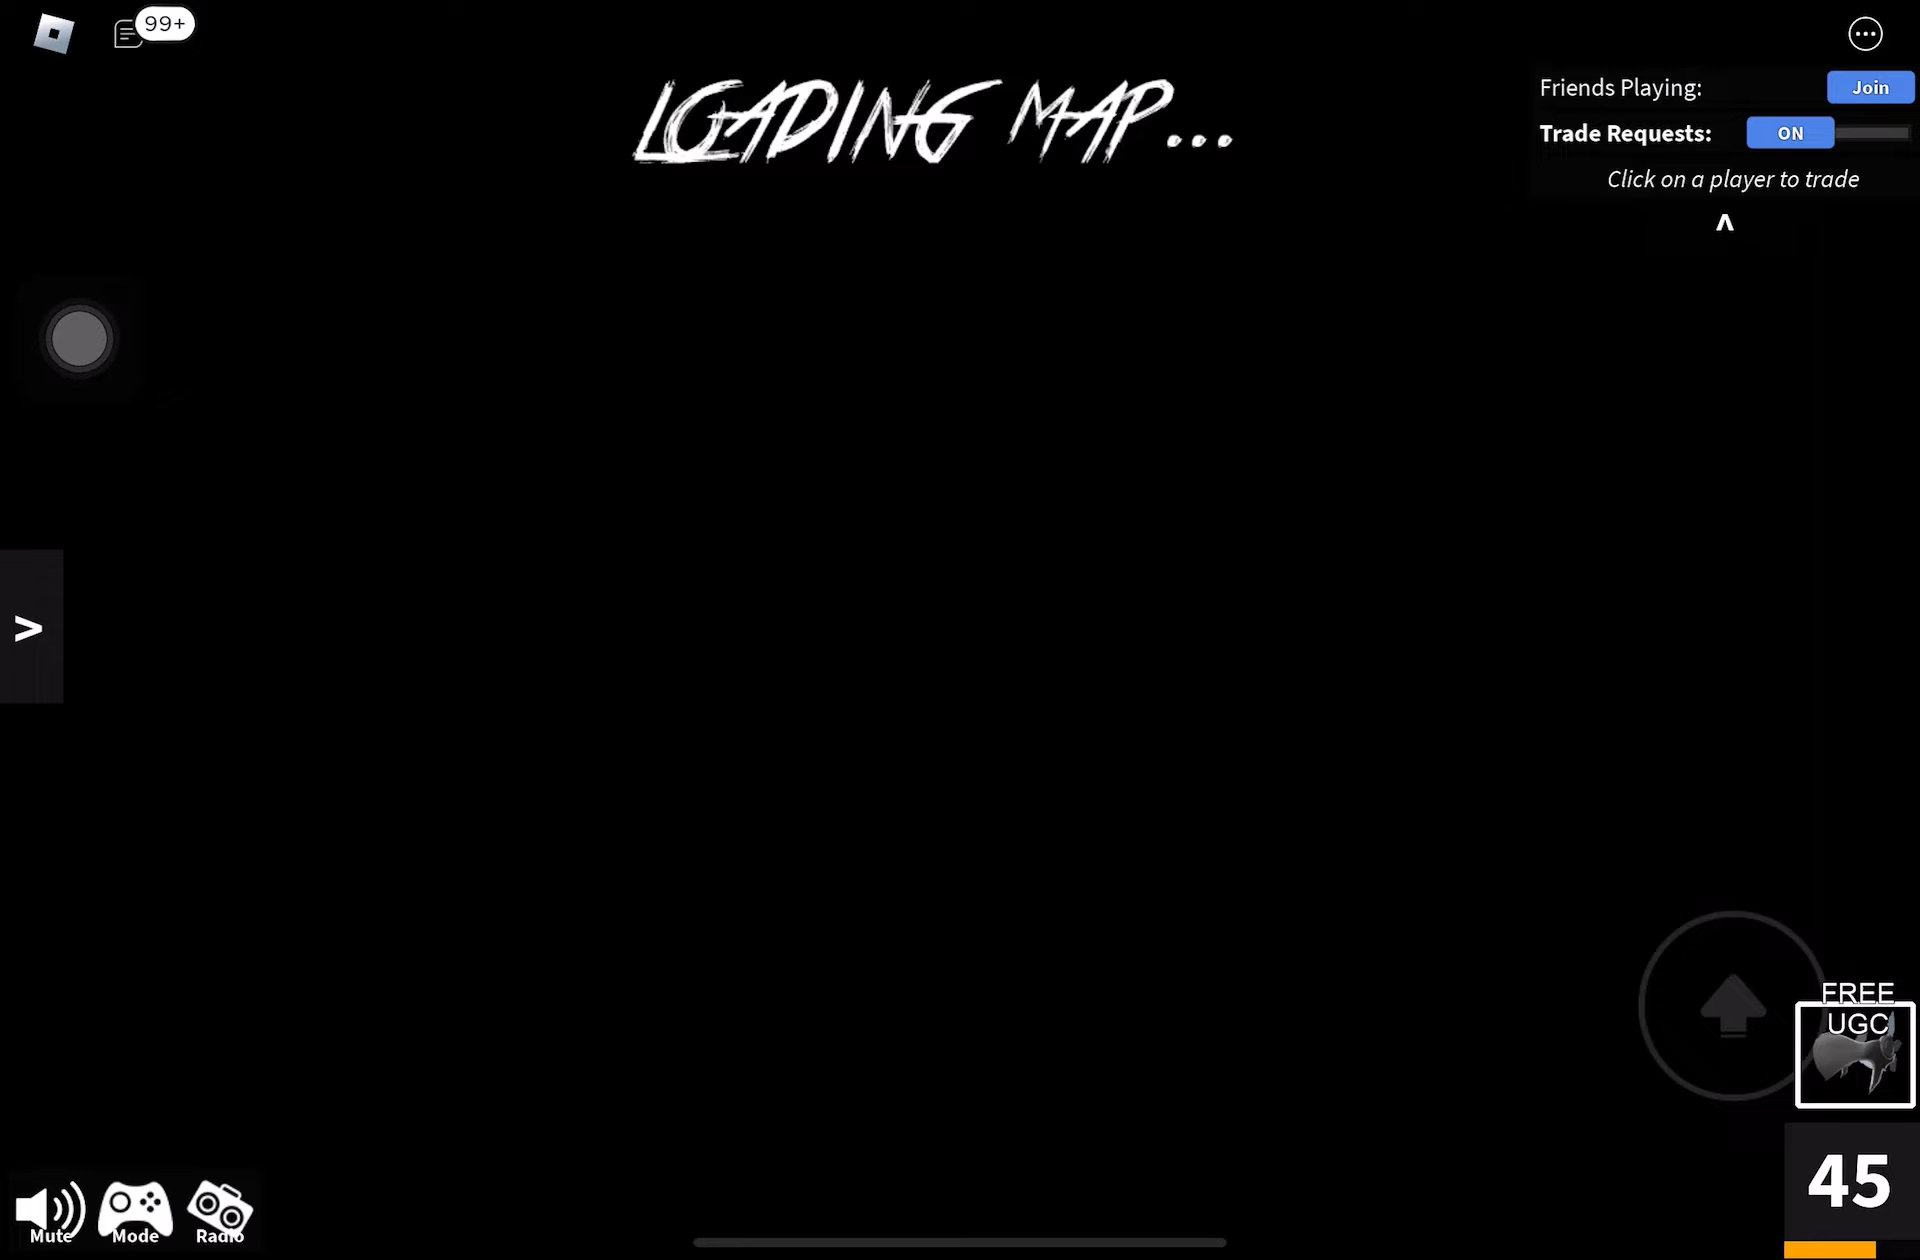 99+
LOADING MAP...
Friends Playing:
Join
Trade Requests:
ON
Click on a player to trade
^
>
FREE
UGC
45
Mute
Mode
Radio